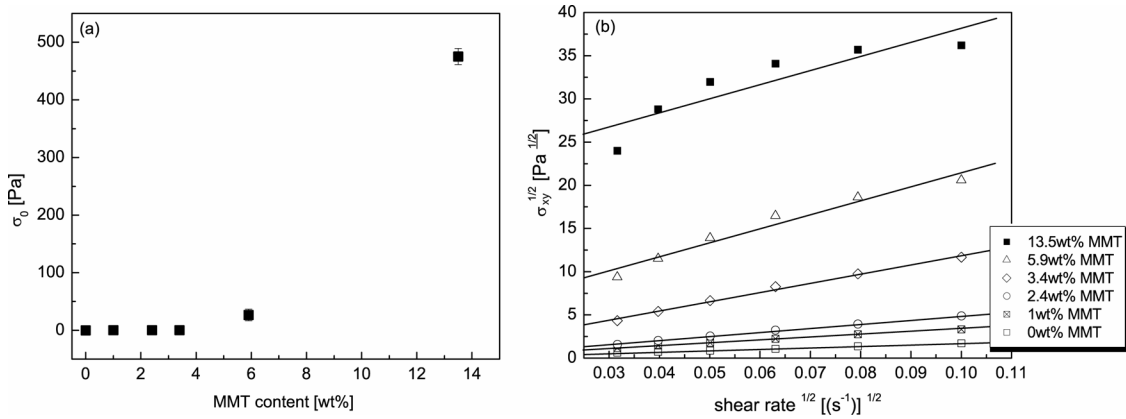 (a)
500
400
300
200
100
0
σ₀ [Pa]
0 2 4 6 8 10 12 14
MMT content [wt%]
(b)
40
35
30
25
20
15
10
5
0
σxy^1/2 [Pa^1/2]
0.03 0.04 0.05 0.06 0.07 0.08 0.09 0.10 0.11
shear rate ^1/2 [(s^-1)] ^1/2
13.5wt% MMT
5.9wt% MMT
3.4wt% MMT
2.4wt% MMT
1wt% MMT
0wt% MMT